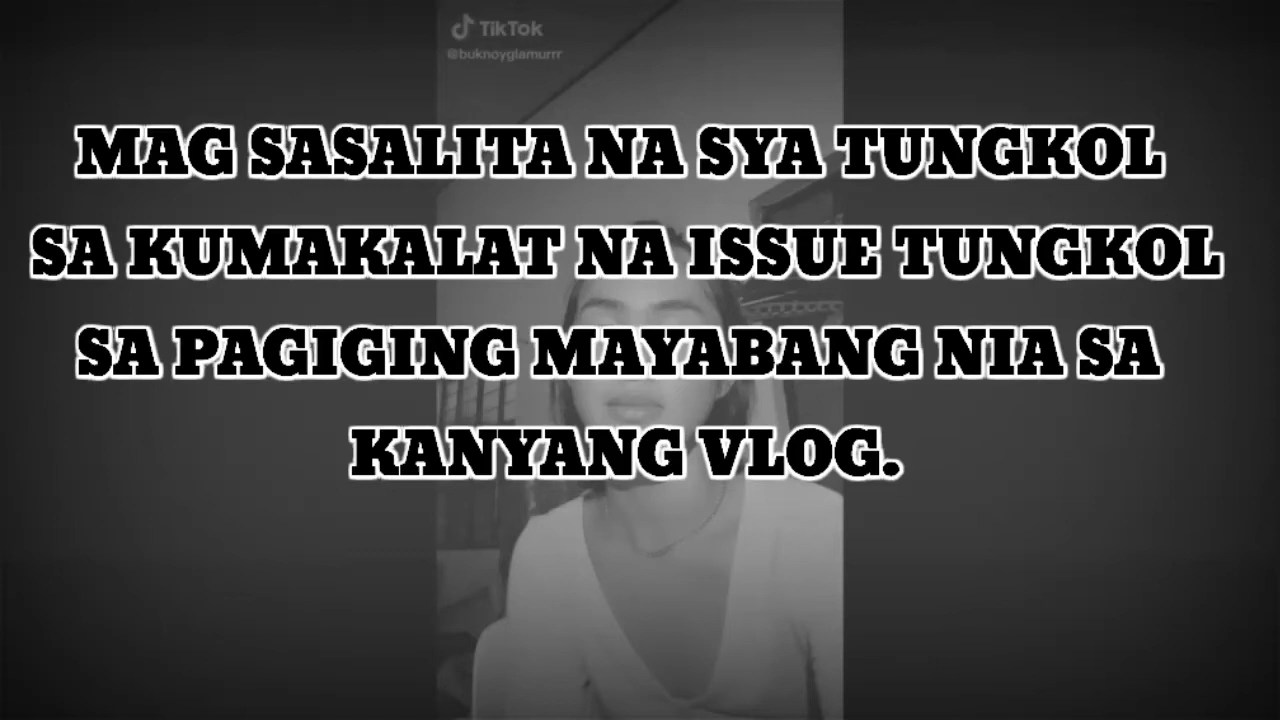 TikTok
@buknoyglamurrr
MAG SASALITA NA SYA TUNGKOL
SA KUMAKALAT NA ISSUE TUNGKOL
SA PAGIGING MAYABANG NIA SA
KANYANG VLOG.